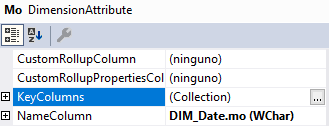 Mo DimensionAttribute
CustomRollupColumn (ninguno)
CustomRollupPropertiesCol (ninguno)
KeyColumns (Collection) ...
NameColumn DIM_Date.mo (WChar)